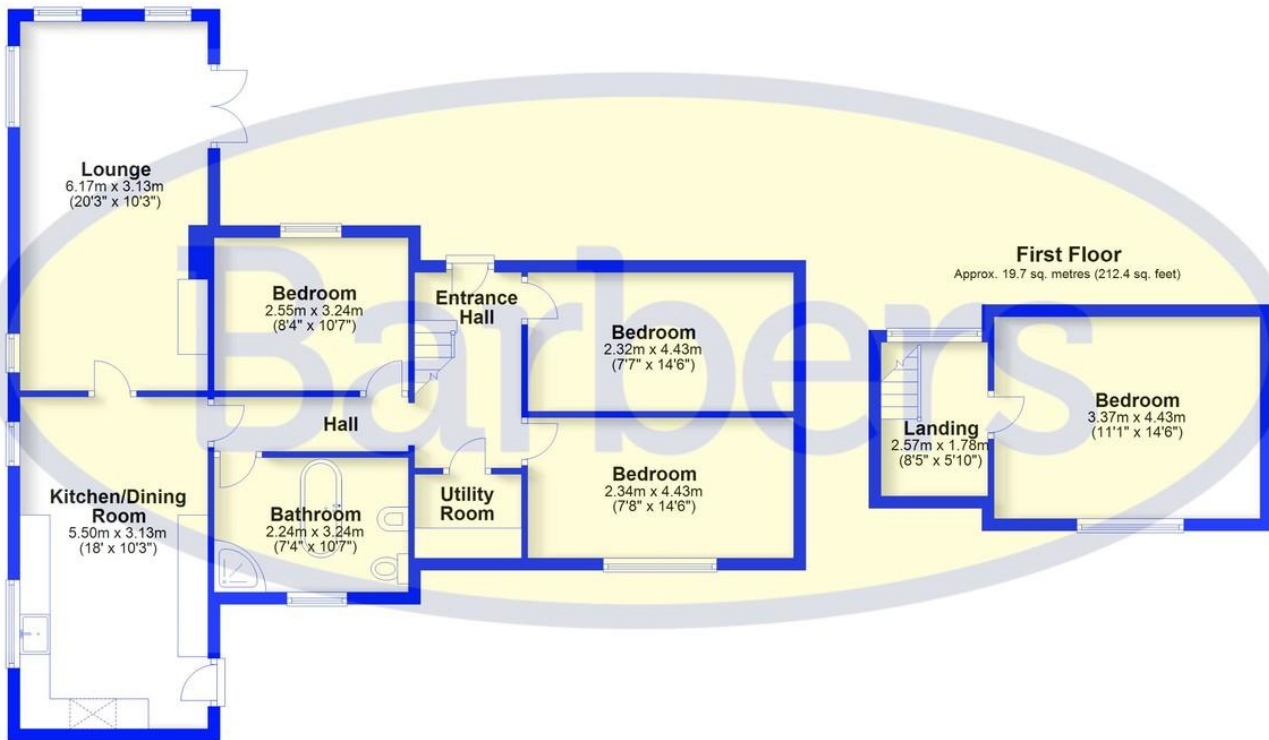 Lounge
6.17m x 3.13m
(20'3" x 10'3")
Bedroom
2.55m x 3.24m
(8'4" x 10'7")
Entrance
Hall
Bedroom
2.32m x 4.43m
(7'7" x 14'6")
Hall
Kitchen/Dining
Room
5.50m x 3.13m
(18' x 10'3")
Bathroom
2.24m x 3.24m
(7'4" x 10'7")
Utility
Room
Bedroom
2.34m x 4.43m
(7'8" x 14'6")
First Floor
Approx. 19.7 sq. metres (212.4 sq. feet)
Landing
2.57m x 1.78m
(8'5" x 5'10")
Bedroom
3.37m x 4.43m
(11'1" x 14'6")
Barbers